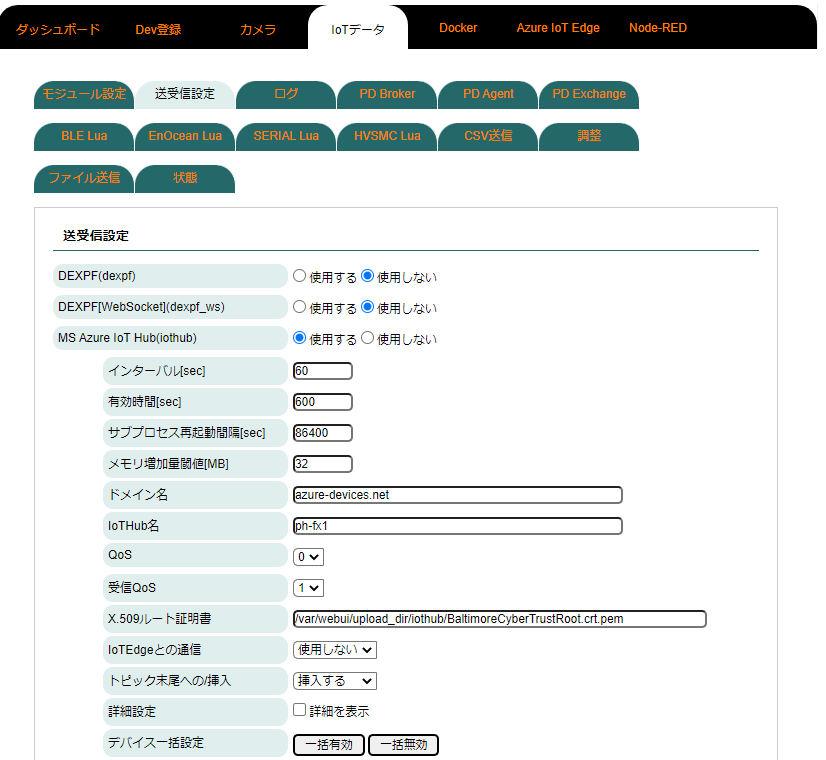 ダッシュボード Dev登録 カメラ IoTデータ Docker Azure IoT Edge Node-RED
モジュール設定 送受信設定 ログ PD Broker PD Agent PD Exchange
BLE Lua EnOcean Lua SERIAL Lua HVSMC Lua CSV送信 調整
ファイル送信 状態
送受信設定
DEXPF(dexpf) 使用する 使用しない
DEXPF[WebSocket](dexpf_ws) 使用する 使用しない
MS Azure IoT Hub(iothub) 使用する 使用しない
インターバル[sec] 60
有効時間[sec] 600
サブプロセス再起動間隔[sec] 86400
メモリ増加量閾値[MB] 32
ドメイン名 azure-devices.net
IoTHub名 ph-fx1
QoS 0
受信QoS 1
X.509ルート証明書 /var/webui/upload_dir/iothub/BaltimoreCyberTrustRoot.crt.pem
IoTEdgeとの通信 使用しない
トピック末尾への/挿入 挿入する
詳細設定 詳細を表示
デバイス一括設定 一括有効 一括無効